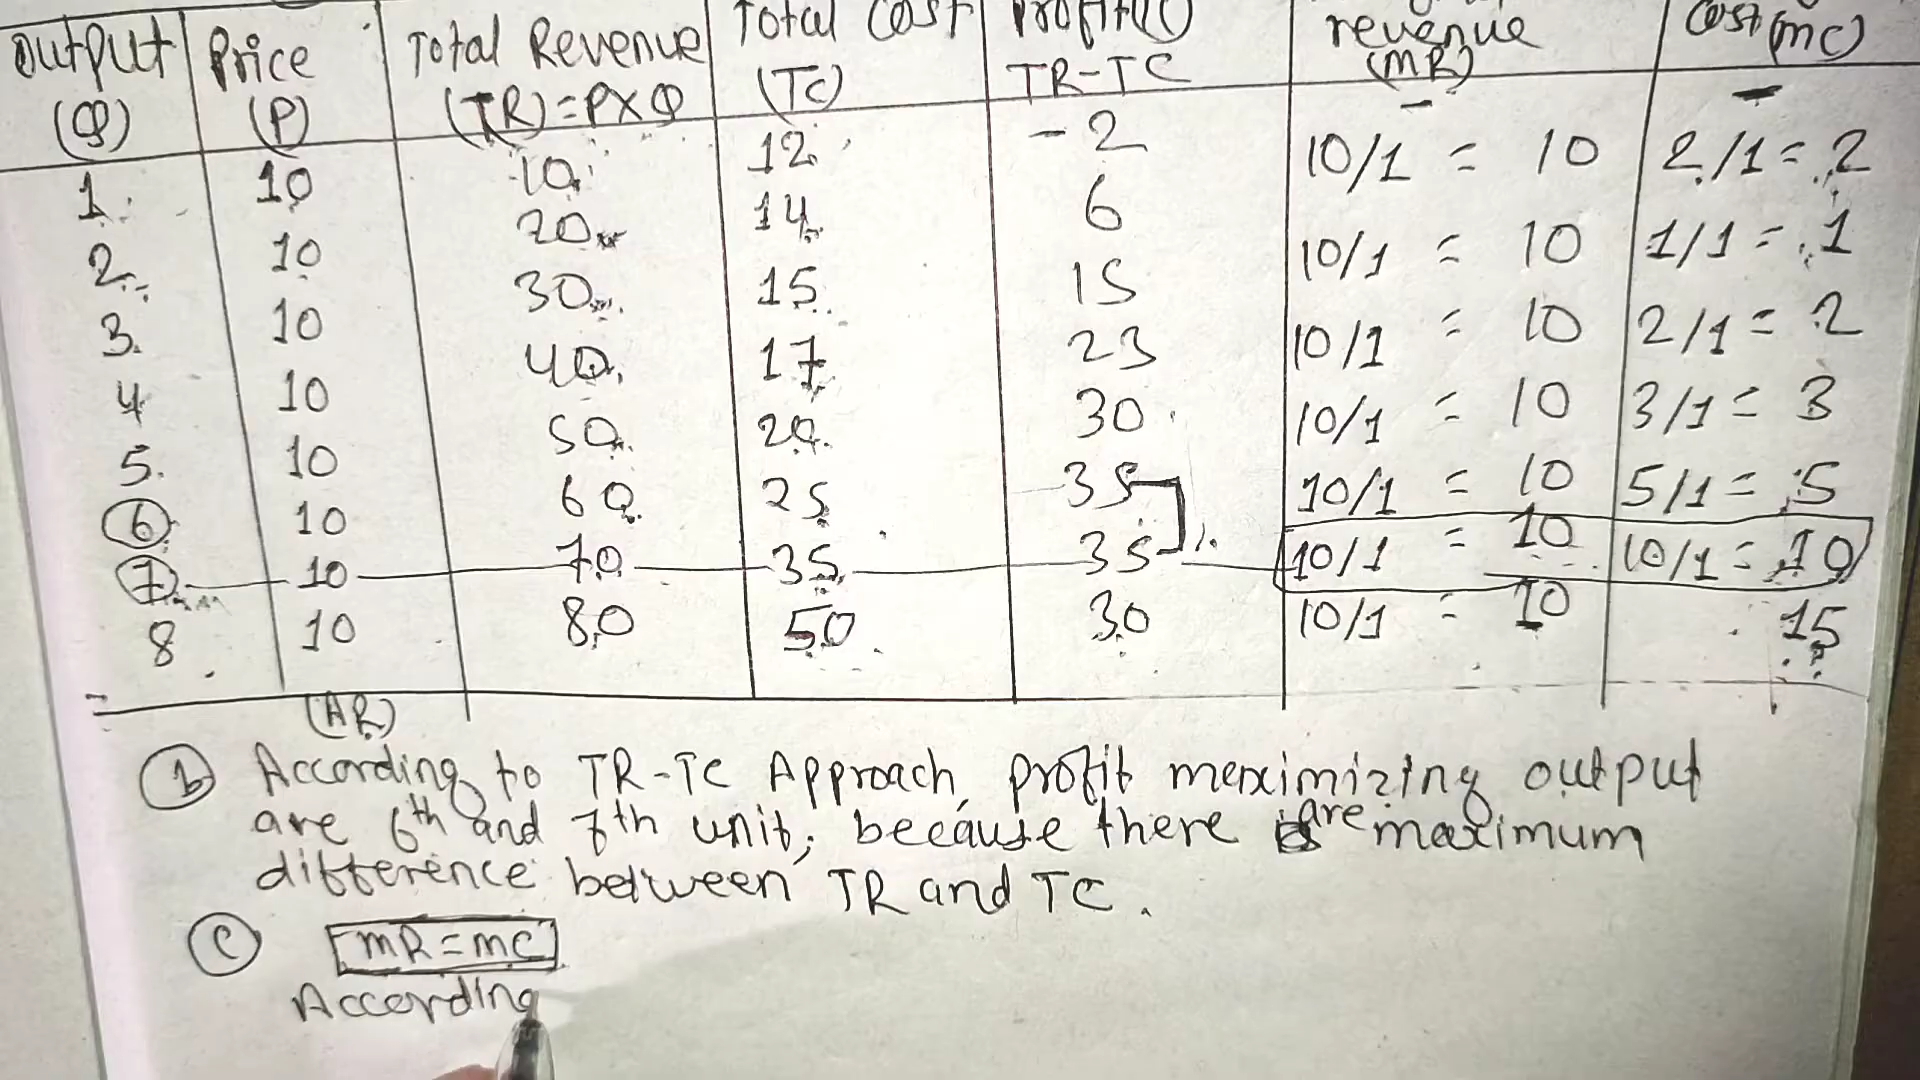 Output (Q) | Price (P) | Total Revenue (TR)=P×Q | Total Cost (TC) | Profit TR-TC | revenue (MR) | Cost (mc)
1. | 10 | 10 | 12 | -2 | - | -
2. | 10 | 20 | 14 | 6 | 10/1 = 10 | 2/1 = 2
3. | 10 | 30 | 15 | 15 | 10/1 = 10 | 1/1 = 1
4 | 10 | 40 | 17 | 23 | 10/1 = 10 | 2/1 = 2
5. | 10 | 50 | 20 | 30 | 10/1 = 10 | 3/1 = 3
6 | 10 | 60 | 25 | 35 | 10/1 = 10 | 5/1 = 5
7 | 10 | 70 | 35 | 35 | 10/1 = 10 | 10/1 = 10
8 | 10 | 80 | 50 | 30 | 10/1 = 10 | 15
(AR)
b According to TR-TC Approach, profit meximizing output
are 6th and 7th unit; because there are maximum
difference between TR and TC.
c mR=mc
According